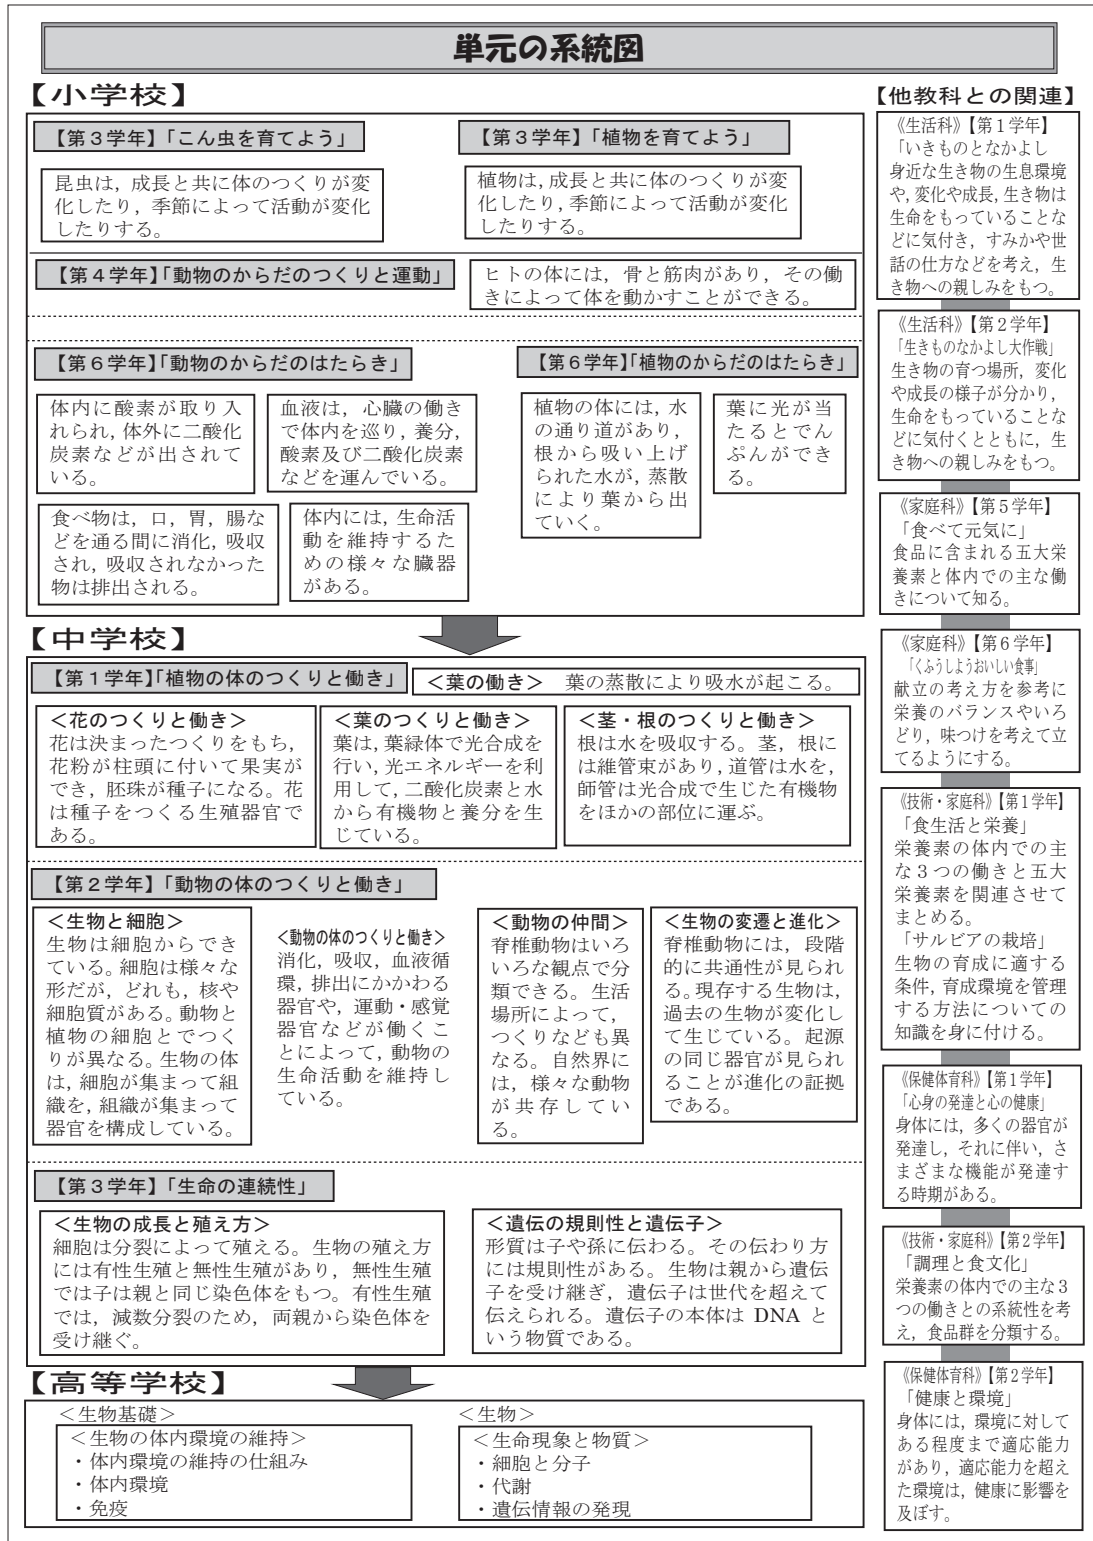 単元の系統図
【小学校】
【第３学年】「こん虫を育てよう」
昆虫は，成長と共に体のつくりが変
化したり，季節によって活動が変化
したりする。
【第３学年】「植物を育てよう」
植物は，成長と共に体のつくりが変
化したり，季節によって活動が変化
したりする。
【第４学年】「動物のからだのつくりと運動」
ヒトの体には，骨と筋肉があり，その働
きによって体を動かすことができる。
【第６学年】「動物のからだのはたらき」
体内に酸素が取り入
れられ，体外に二酸化
炭素などが出されて
いる。
血液は，心臓の働き
で体内を巡り，養分，
酸素及び二酸化炭素
などを運んでいる。
食べ物は，口，胃，腸な
どを通る間に消化，吸収
され，吸収されなかった
物は排出される。
体内には，生命活
動を維持するた
めの様々な臓器
がある。
【第６学年】「植物のからだのはたらき」
植物の体には，水
の通り道があり，
根から吸い上げ
られた水が，蒸散
により葉から出
ていく。
葉に光が当
たるとでん
ぷんができ
る。
【中学校】
【第１学年】「植物の体のつくりと働き」
＜葉の働き＞　葉の蒸散により吸水が起こる。
＜花のつくりと働き＞
花は決まったつくりをもち，
花粉が柱頭に付いて果実が
でき，胚珠が種子になる。花
は種子をつくる生殖器官で
ある。
＜葉のつくりと働き＞
葉は，葉緑体で光合成を
行い，光エネルギーを利
用して，二酸化炭素と水
から有機物と養分を生
じている。
＜茎・根のつくりと働き＞
根は水を吸収する。茎，根に
は維管束があり，道管は水を，
師管は光合成で生じた有機物
をほかの部位に運ぶ。
【第２学年】「動物の体のつくりと働き」
＜生物と細胞＞
生物は細胞からでき
ている。細胞は様々な
形だが，どれも，核や
細胞質がある。動物と
植物の細胞とでつく
りが異なる。生物の体
は，細胞が集まって組
織を，組織が集まって
器官を構成している。
＜動物の体のつくりと働き＞
消化，吸収，血液循
環，排出にかかわる
器官や，運動・感覚
器官などが働くこ
とによって，動物の
生命活動を維持し
ている。
＜動物の仲間＞
脊椎動物はいろ
いろな観点で分
類できる。生活
場所によって，
つくりなども異
なる。自然界に
は，様々な動物
が共存してい
る。
＜生物の変遷と進化＞
脊椎動物には，段階
的に共通性が見られ
る。現存する生物は，
過去の生物が変化
して生じている。起源
の同じ器官が見られ
ることが進化の証拠
である。
【第３学年】「生命の連続性」
＜生物の成長と殖え方＞
細胞は分裂によって殖える。生物の殖え方
には有性生殖と無性生殖があり，無性生殖
では子は親と同じ染色体をもつ。有性生殖
では，減数分裂のため，両親から染色体を
受け継ぐ。
＜遺伝の規則性と遺伝子＞
形質は子や孫に伝わる。その伝わり方
には規則性がある。生物は親から遺伝
子を受け継ぎ，遺伝子は世代を超えて
伝えられる。遺伝子の本体は DNA と
いう物質である。
【高等学校】
＜生物基礎＞
＜生物の体内環境の維持＞
・体内環境の維持の仕組み
・体内環境
・免疫
＜生物＞
＜生命現象と物質＞
・細胞と分子
・代謝
・遺伝情報の発現
【他教科との関連】
《生活科》【第１学年】
「いきものとなかよし
身近な生き物の生息環境
や，変化や成長，生き物は
生命をもっていることな
どに気付き，すみかや世
話の仕方などを考え，生
き物への親しみをもつ。
《生活科》【第２学年】
「生きものなかよし大作戦」
生き物の育つ場所，変化
や成長の様子が分かり，
生命をもっていることな
どに気付くとともに，生
き物への親しみをもつ。
《家庭科》【第５学年】
「食べて元気に」
食品に含まれる五大栄
養素と体内での主な働
きについて知る。
《家庭科》【第６学年】
「くふうしようおいしい食事」
献立の考え方を参考に
栄養のバランスやいろ
どり，味つけを考えて立
てるようにする。
《技術・家庭科》【第１学年】
「食生活と栄養」
栄養素の体内での主
な３つの働きと五大
栄養素を関連させて
まとめる。
「サルビアの栽培」
生物の育成に適する
条件，育成環境を管理
する方法についての
知識を身に付ける。
《保健体育科》【第１学年】
「心身の発達と心の健康」
身体には，多くの器官が
発達し，それに伴い，さ
まざまな機能が発達す
る時期がある。
《技術・家庭科》【第２学年】
「調理と食文化」
栄養素の体内での主な３
つの働きとの系統性を考
え，食品群を分類する。
《保健体育科》【第２学年】
「健康と環境」
身体には，環境に対して
ある程度まで適応能力
があり，適応能力を超え
た環境は，健康に影響を
及ぼす。